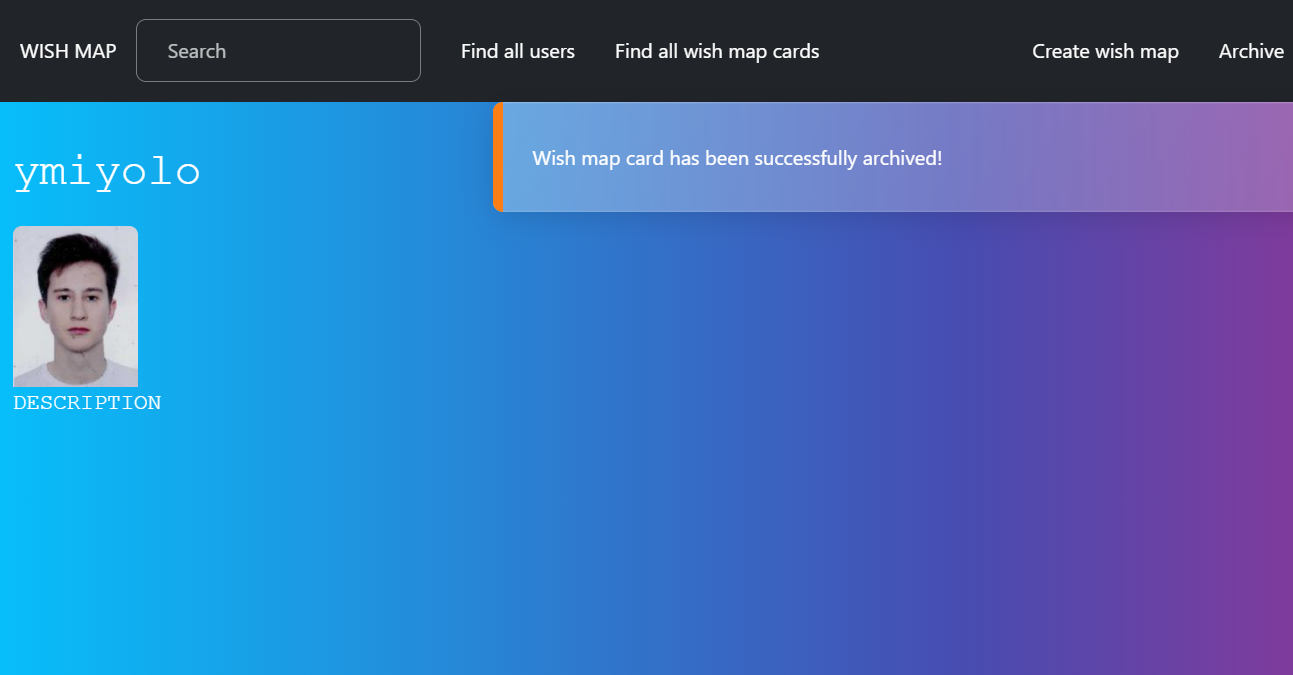 WISH MAP Search Find all users Find all wish map cards Create wish map Archive
Wish map card has been successfully archived!
ymiyolo
DESCRIPTION